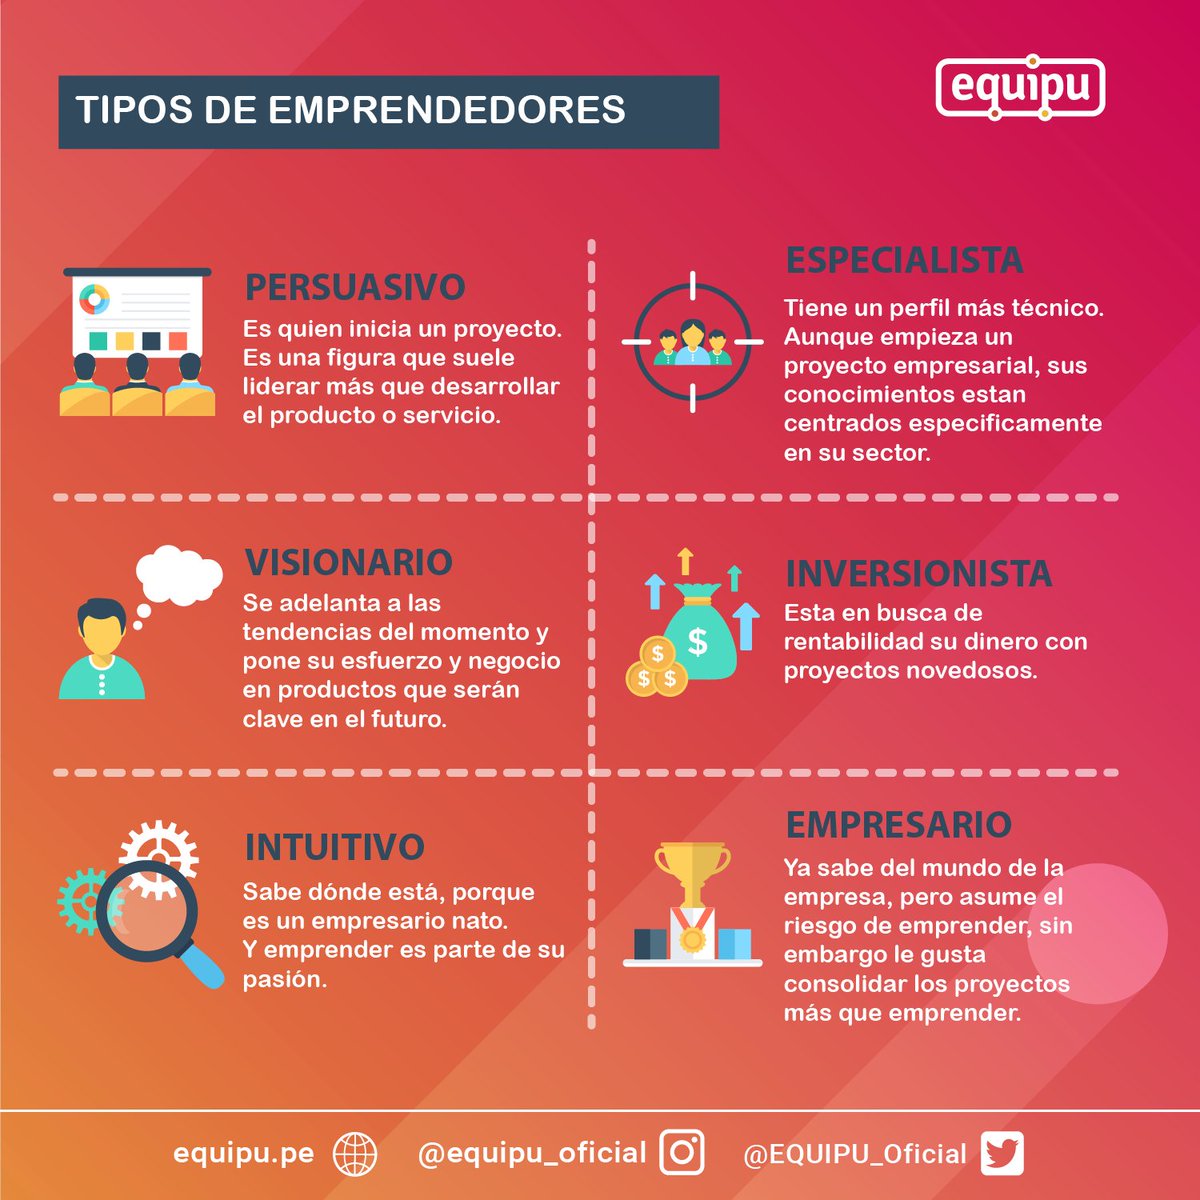 TIPOS DE EMPRENDEDORES
equipu
PERSUASIVO
Es quien inicia un proyecto.
Es una figura que suele
liderar más que desarrollar
el producto o servicio.
ESPECIALISTA
Tiene un perfil más técnico.
Aunque empieza un
proyecto empresarial, sus
conocimientos estan
centrados especificamente
en su sector.
VISIONARIO
Se adelanta a las
tendencias del momento y
pone su esfuerzo y negocio
en productos que serán
clave en el futuro.
INVERSIONISTA
Esta en busca de
rentabilidad su dinero con
proyectos novedosos.
$
$
$ $
INTUITIVO
Sabe dónde está, porque
es un empresario nato.
Y emprender es parte de su
pasión.
EMPRESARIO
Ya sabe del mundo de la
empresa, pero asume el
riesgo de emprender, sin
embargo le gusta
consolidar los proyectos
más que emprender.
equipu.pe @equipu_oficial @EQUIPU_Oficial